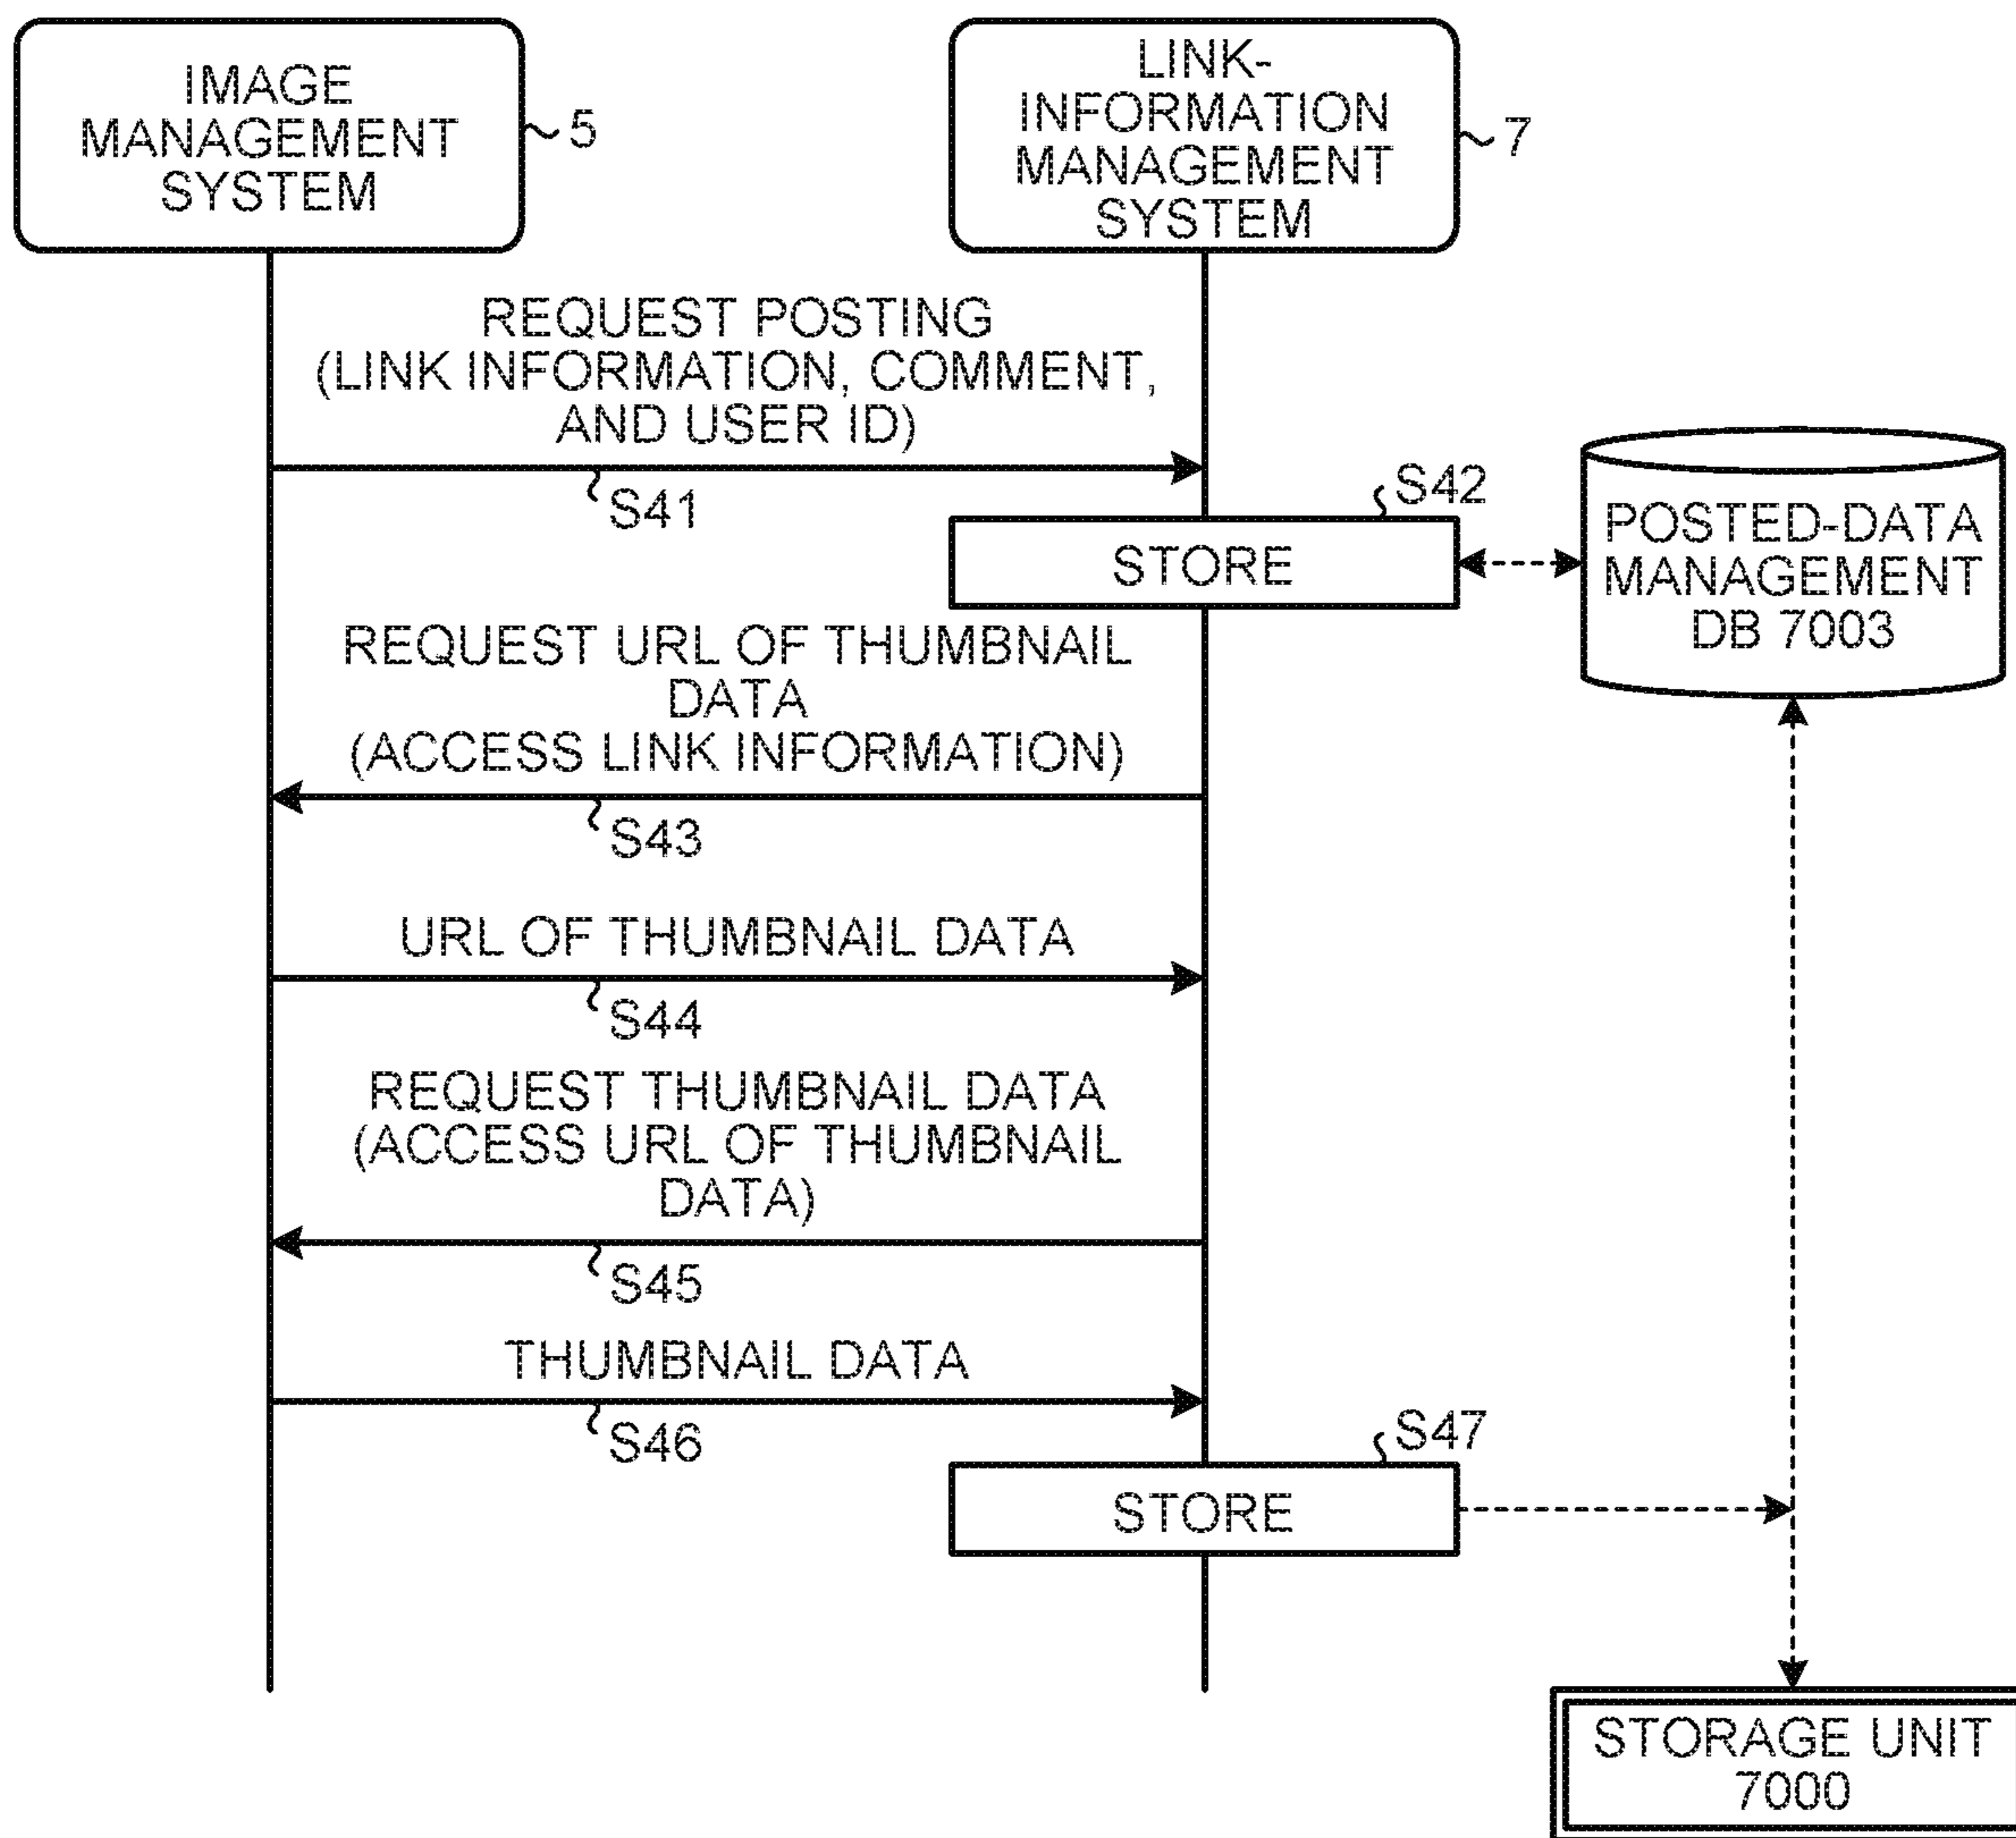 IMAGE
MANAGEMENT
SYSTEM
5
LINK-
INFORMATION
MANAGEMENT
SYSTEM
7
REQUEST POSTING
(LINK INFORMATION, COMMENT,
AND USER ID)
S41
S42
STORE
POSTED-DATA
MANAGEMENT
DB 7003
REQUEST URL OF THUMBNAIL
DATA
(ACCESS LINK INFORMATION)
S43
URL OF THUMBNAIL DATA
S44
REQUEST THUMBNAIL DATA
(ACCESS URL OF THUMBNAIL
DATA)
S45
THUMBNAIL DATA
S46
S47
STORE
STORAGE UNIT
7000